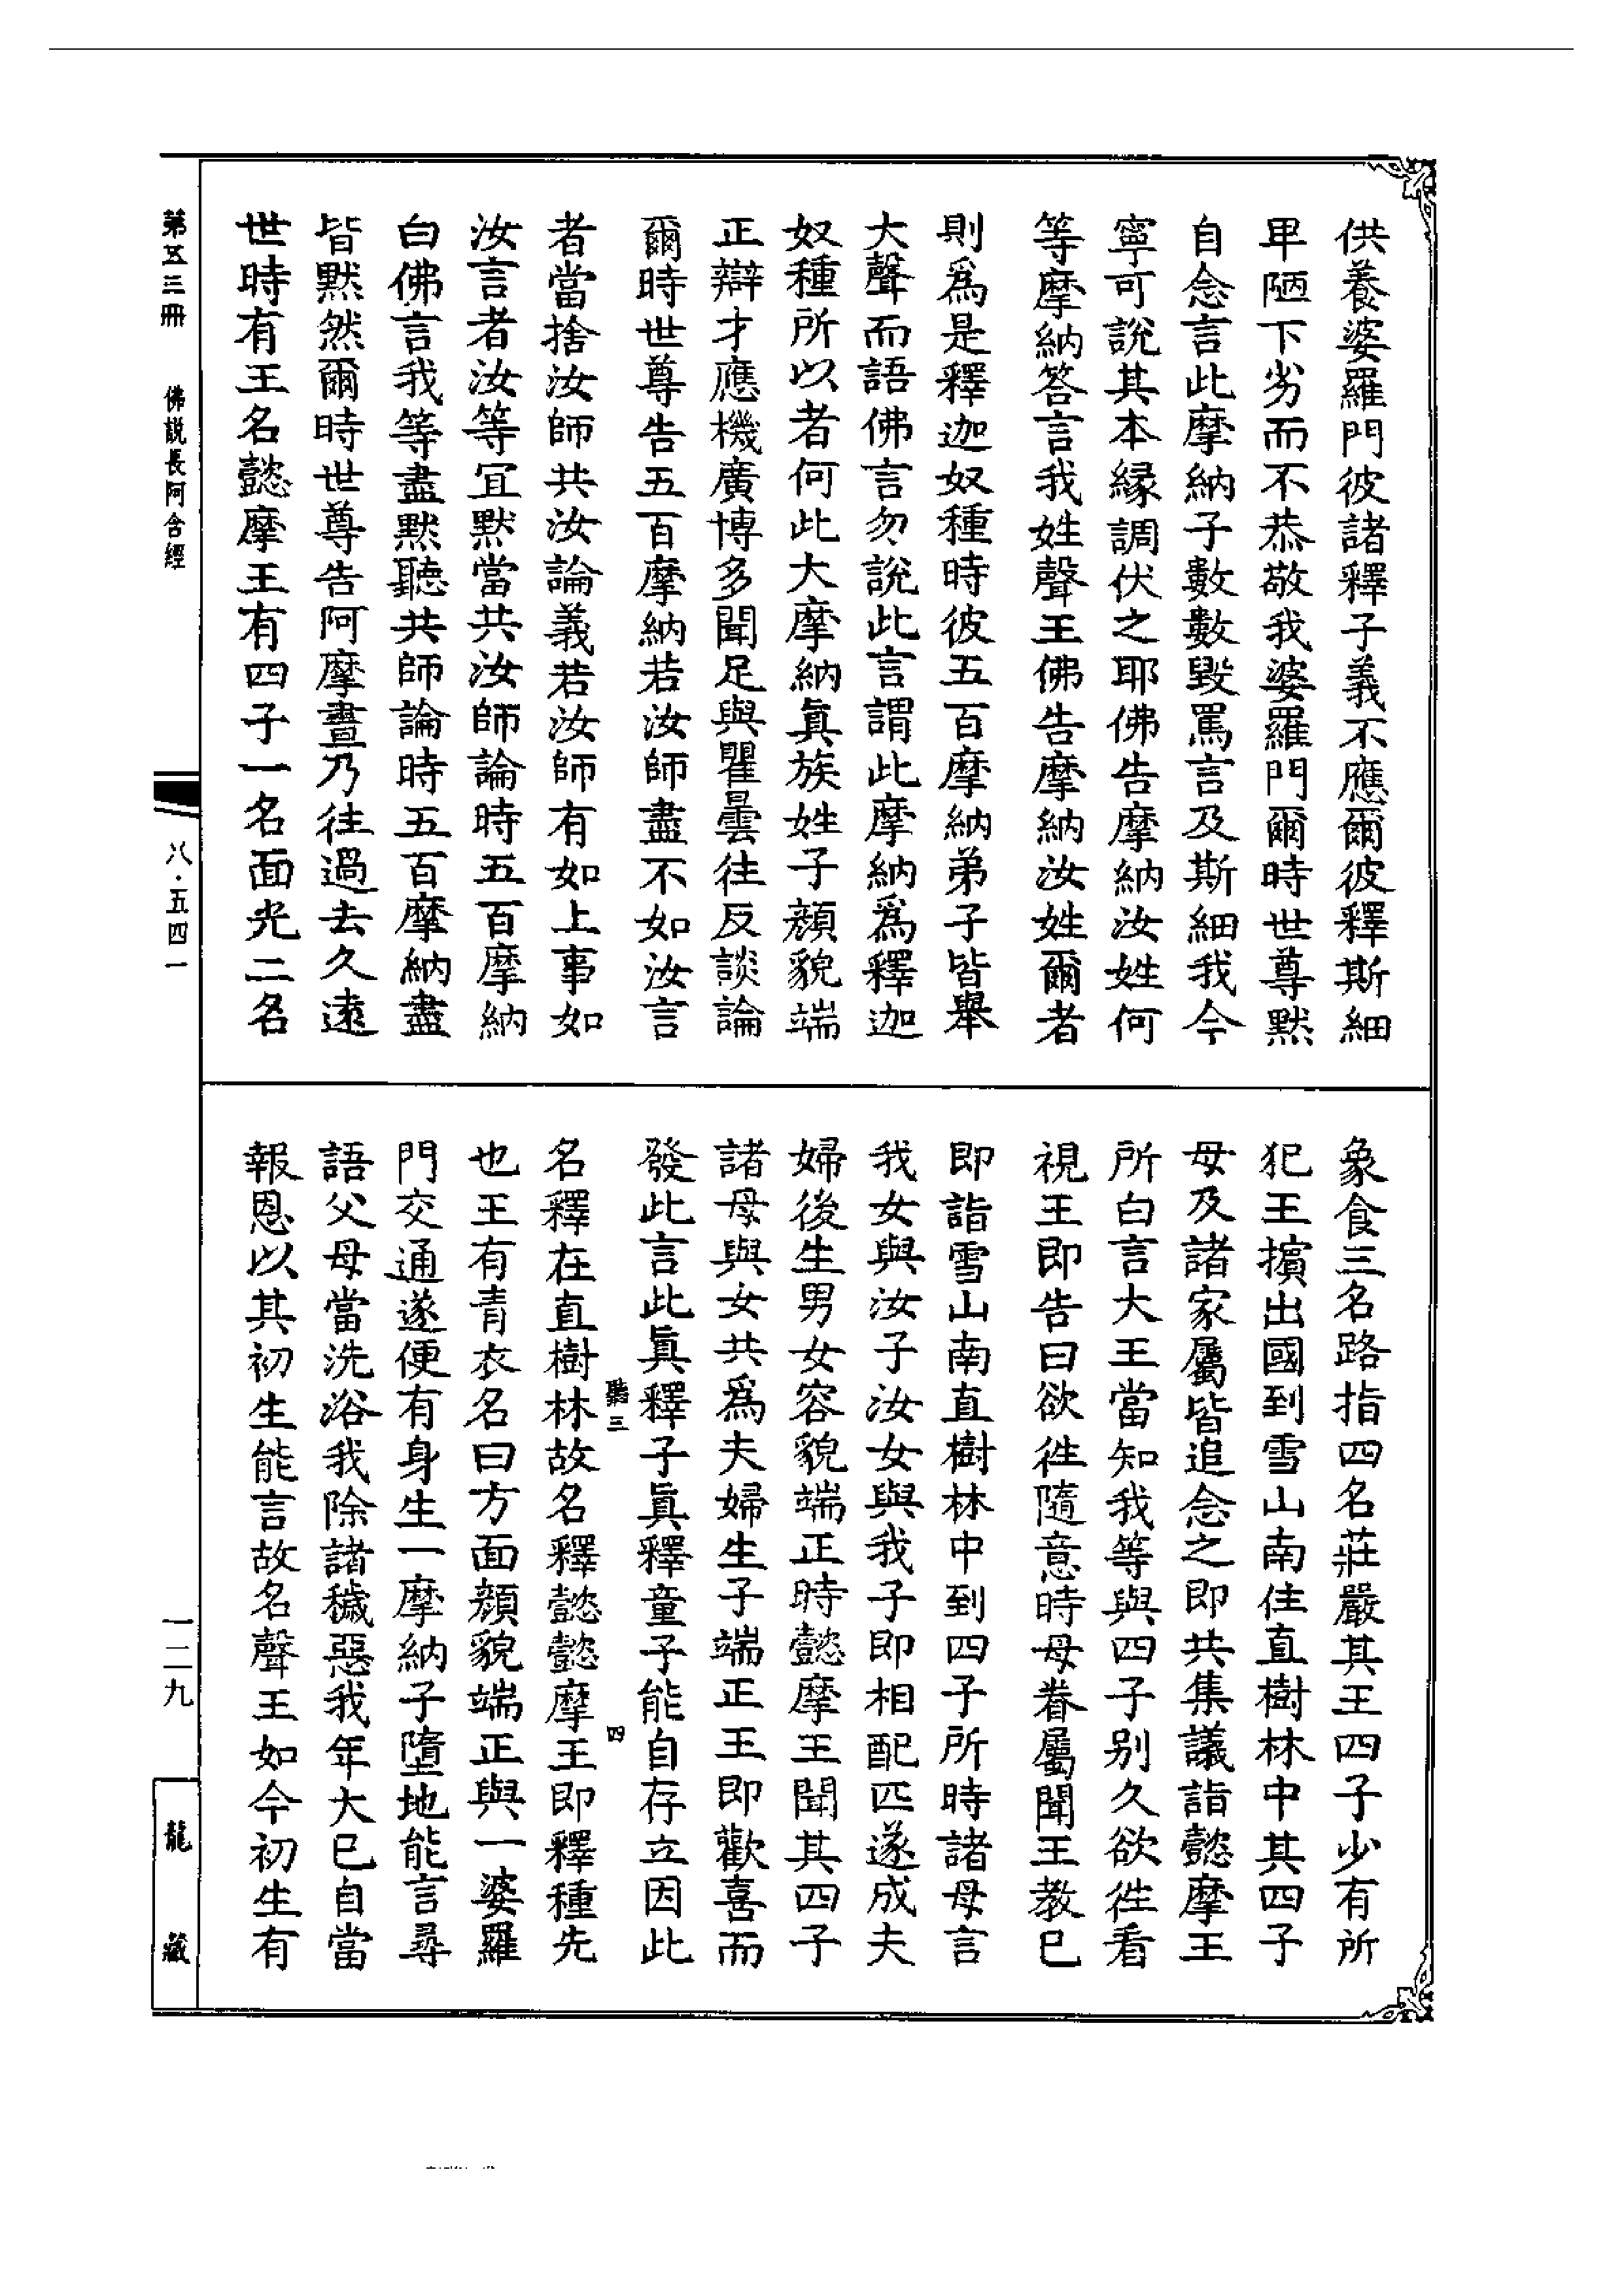 供養婆羅門彼諸釋子義不應爾彼釋斯細
卑陋下劣而不恭敬我婆羅門爾時世尊默
自念言此摩納子數數毀罵言及斯細我今
寧可說其本緣調伏之耶佛告摩納汝姓何
等摩納答言我姓聲王佛告摩納汝姓爾者
則為是釋迦奴種時彼五百摩納弟子皆舉
大聲而語佛言勿說此言謂此摩納為釋迦
奴種所以者何此大摩納真族姓子顏貌端
正辯才應機廣博多聞足與瞿曇往反談論
爾時世尊告五百摩納若汝師盡不如汝言
者當捨汝師共汝論義若汝師有如上事如
汝言者汝等宜默當共汝師論時五百摩納
白佛言我等盡默聽共師論時五百摩納盡
皆默然爾時世尊告阿摩晝乃往過去久遠
世時有王名懿摩王有四子一名面光二名
象食三名路指四名莊嚴其王四子少有所
犯王擯出國到雪山南住直樹林中其四子
母及諸家屬皆追念之即共集議詣懿摩王
所白言大王當知我等與四子別久欲往看
視王即告曰欲往隨意時母眷屬聞王教已
即詣雪山南直樹林中到四子所時諸母言
我女與汝子汝女與我子即相配匹遂成夫
婦後生男女容貌端正時懿摩王聞其四子
諸母與女共為夫婦生子端正王即歡喜而
發此言此真釋子真釋童子能自存立因此
聽三
四
名釋在直樹林故名釋懿懿摩王即釋種先
也王有青衣名曰方面顏貌端正與一婆羅
門交通遂便有身生一摩納子墮地能言尋
語父母當洗浴我除諸穢惡我年大已自當
報恩以其初生能言故名聲王如今初生有
第五三冊 佛説長阿含經
八·五四一
一二九
龍藏